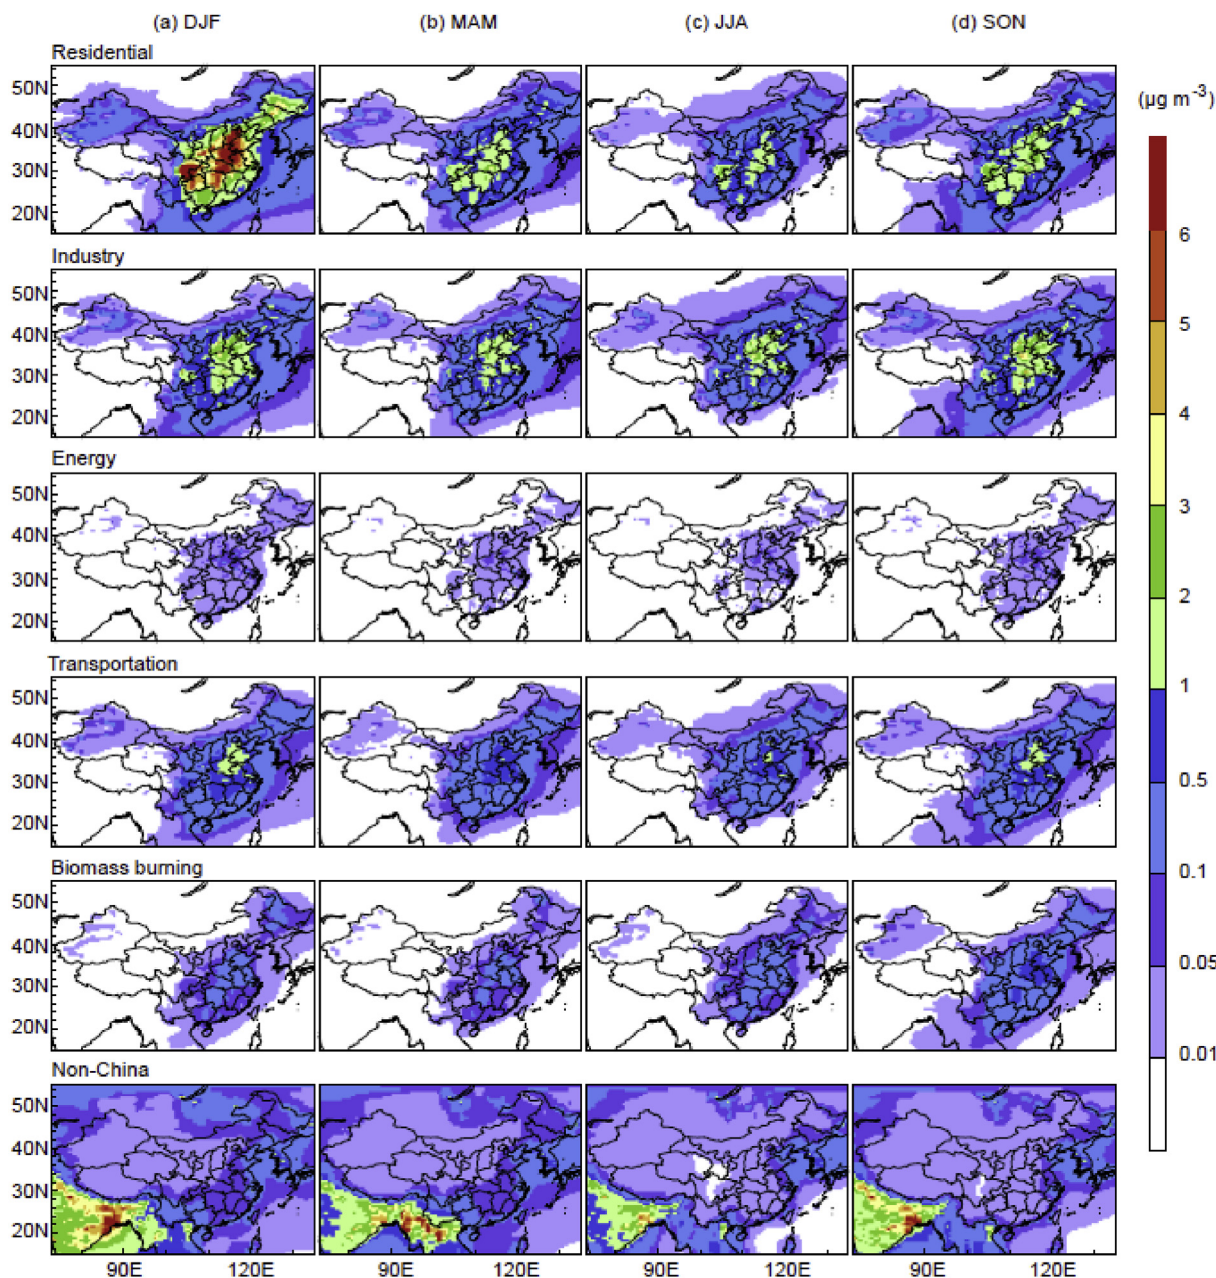 (a) DJF (b) MAM (c) JJA (d) SON
Residential
(µg m-3)
50N
40N
30N
20N
Industry
50N
40N
30N
20N
Energy
50N
40N
30N
20N
Transportation
50N
40N
30N
20N
Biomass burning
50N
40N
30N
20N
Non-China
50N
40N
30N
20N
90E 120E 90E 120E 90E 120E 90E 120E
6
5
4
3
2
1
0.5
0.1
0.05
0.01